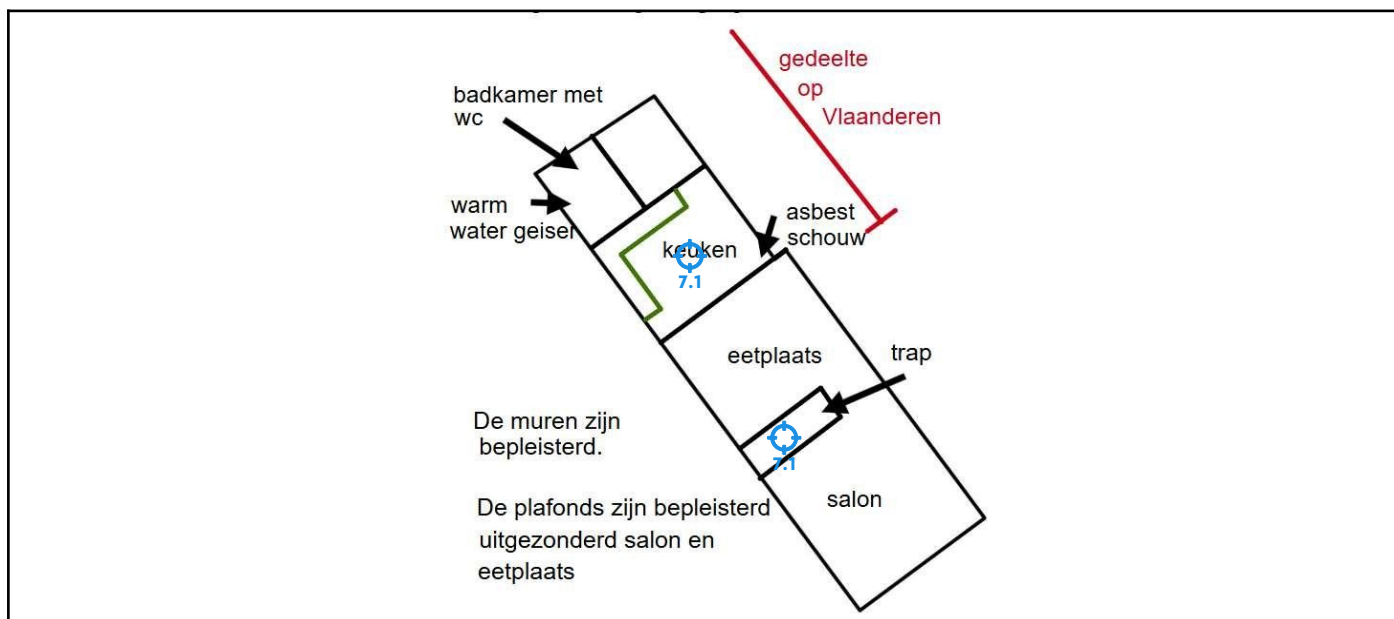 gedeelte
op
Vlaanderen
badkamer met
wc
warm
water geiser
asbest
schouw
keuken
7.1
eetplaats
trap
De muren zijn
bepleisterd.
7.1
salon
De plafonds zijn bepleisterd
uitgezonderd salon en
eetplaats